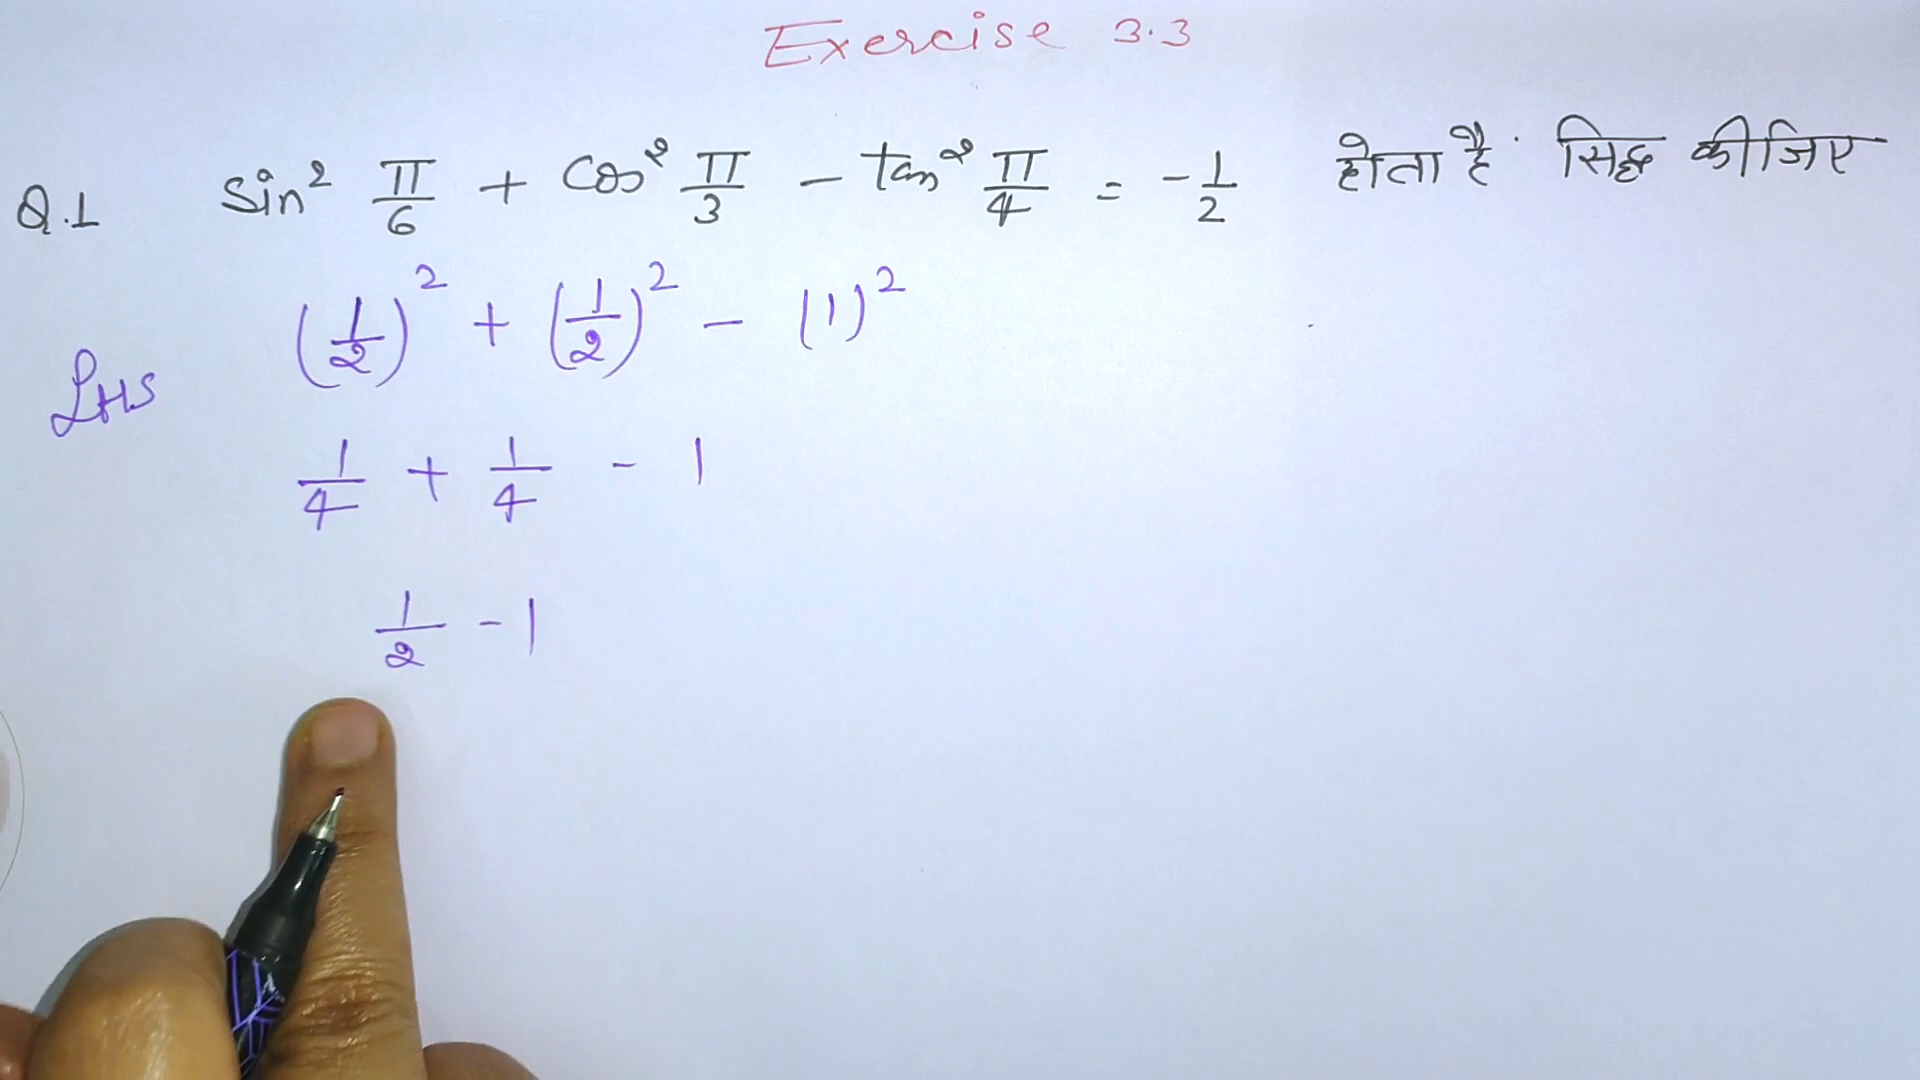 Exercise 3.3
Q.1 sin² π/6 + cos² π/3 - tan² π/4 = -1/2 होता है. सिद्ध कीजिए
(1/2)² + (1/2)² - (1)²
LHS
1/4 + 1/4 - 1
1/2 - 1